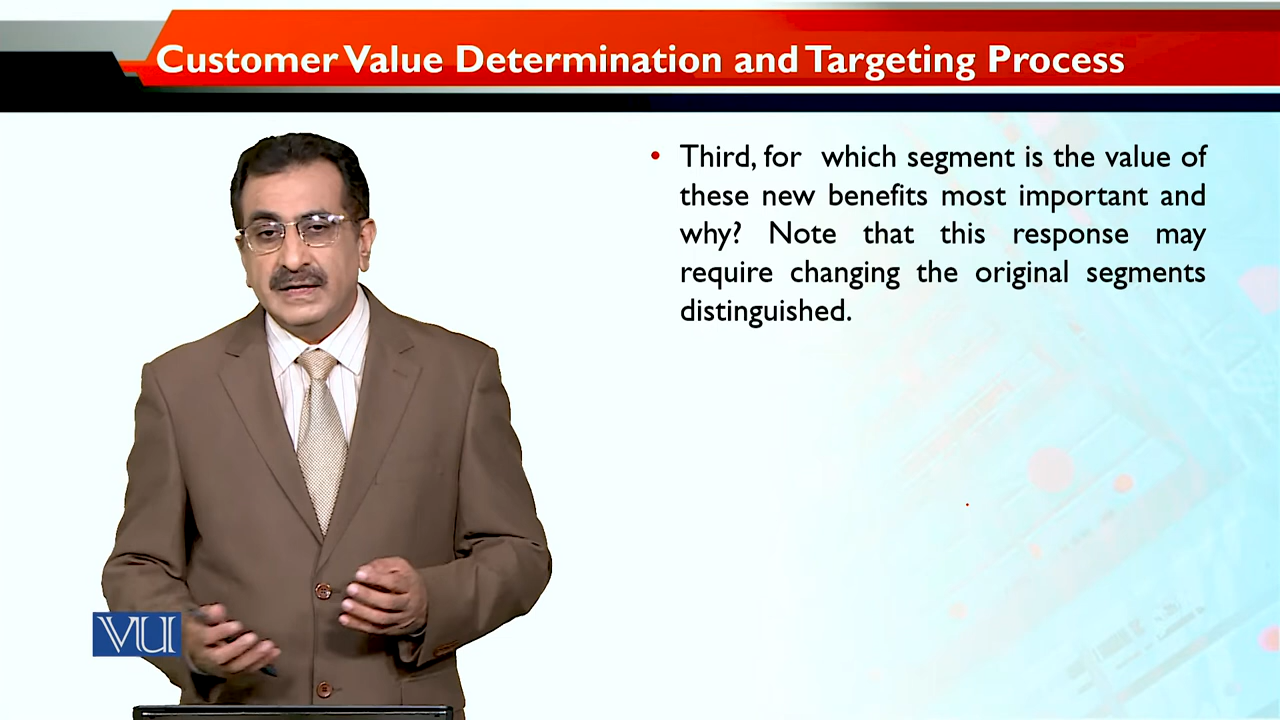 Customer Value Determination and Targeting Process
• Third, for which segment is the value of
these new benefits most important and
why? Note that this response may
require changing the original segments
distinguished.
VU